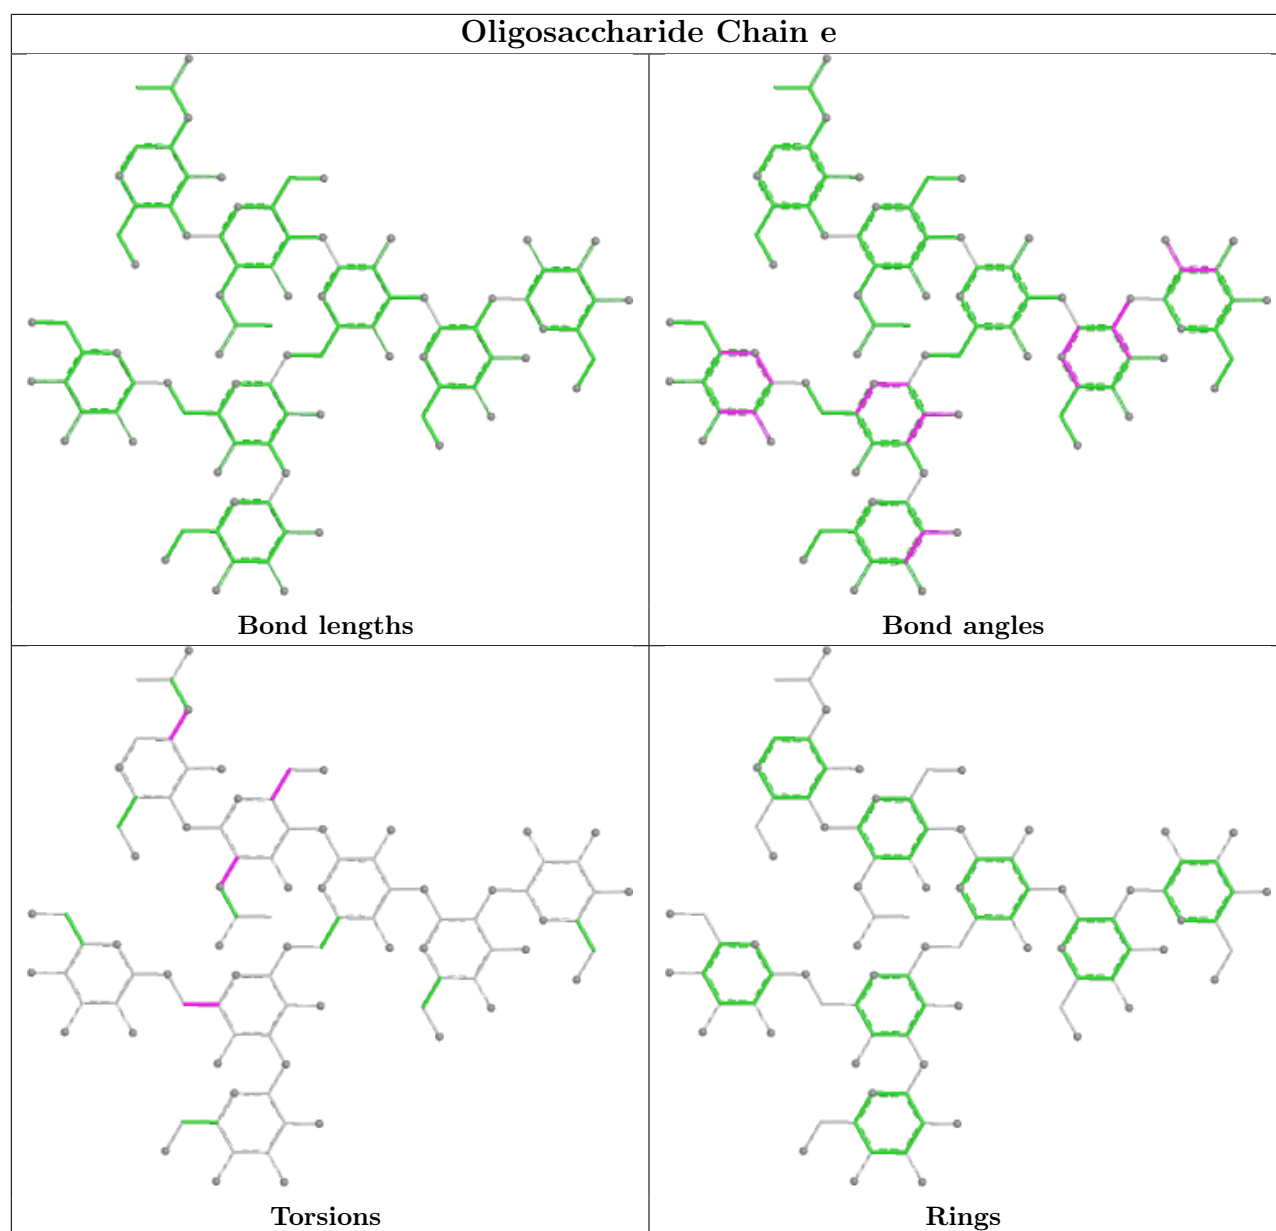 Oligosaccharide Chain e
Bond lengths
Bond angles
Torsions
Rings